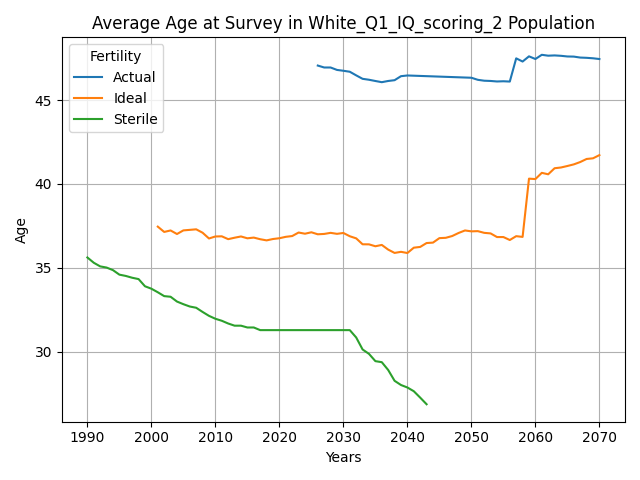 Average Age at Survey in White_Q1_IQ_scoring_2 Population
Fertility
Actual
Ideal
Sterile
45
40
35
30
Age
1990 2000 2010 2020 2030 2040 2050 2060 2070
Years